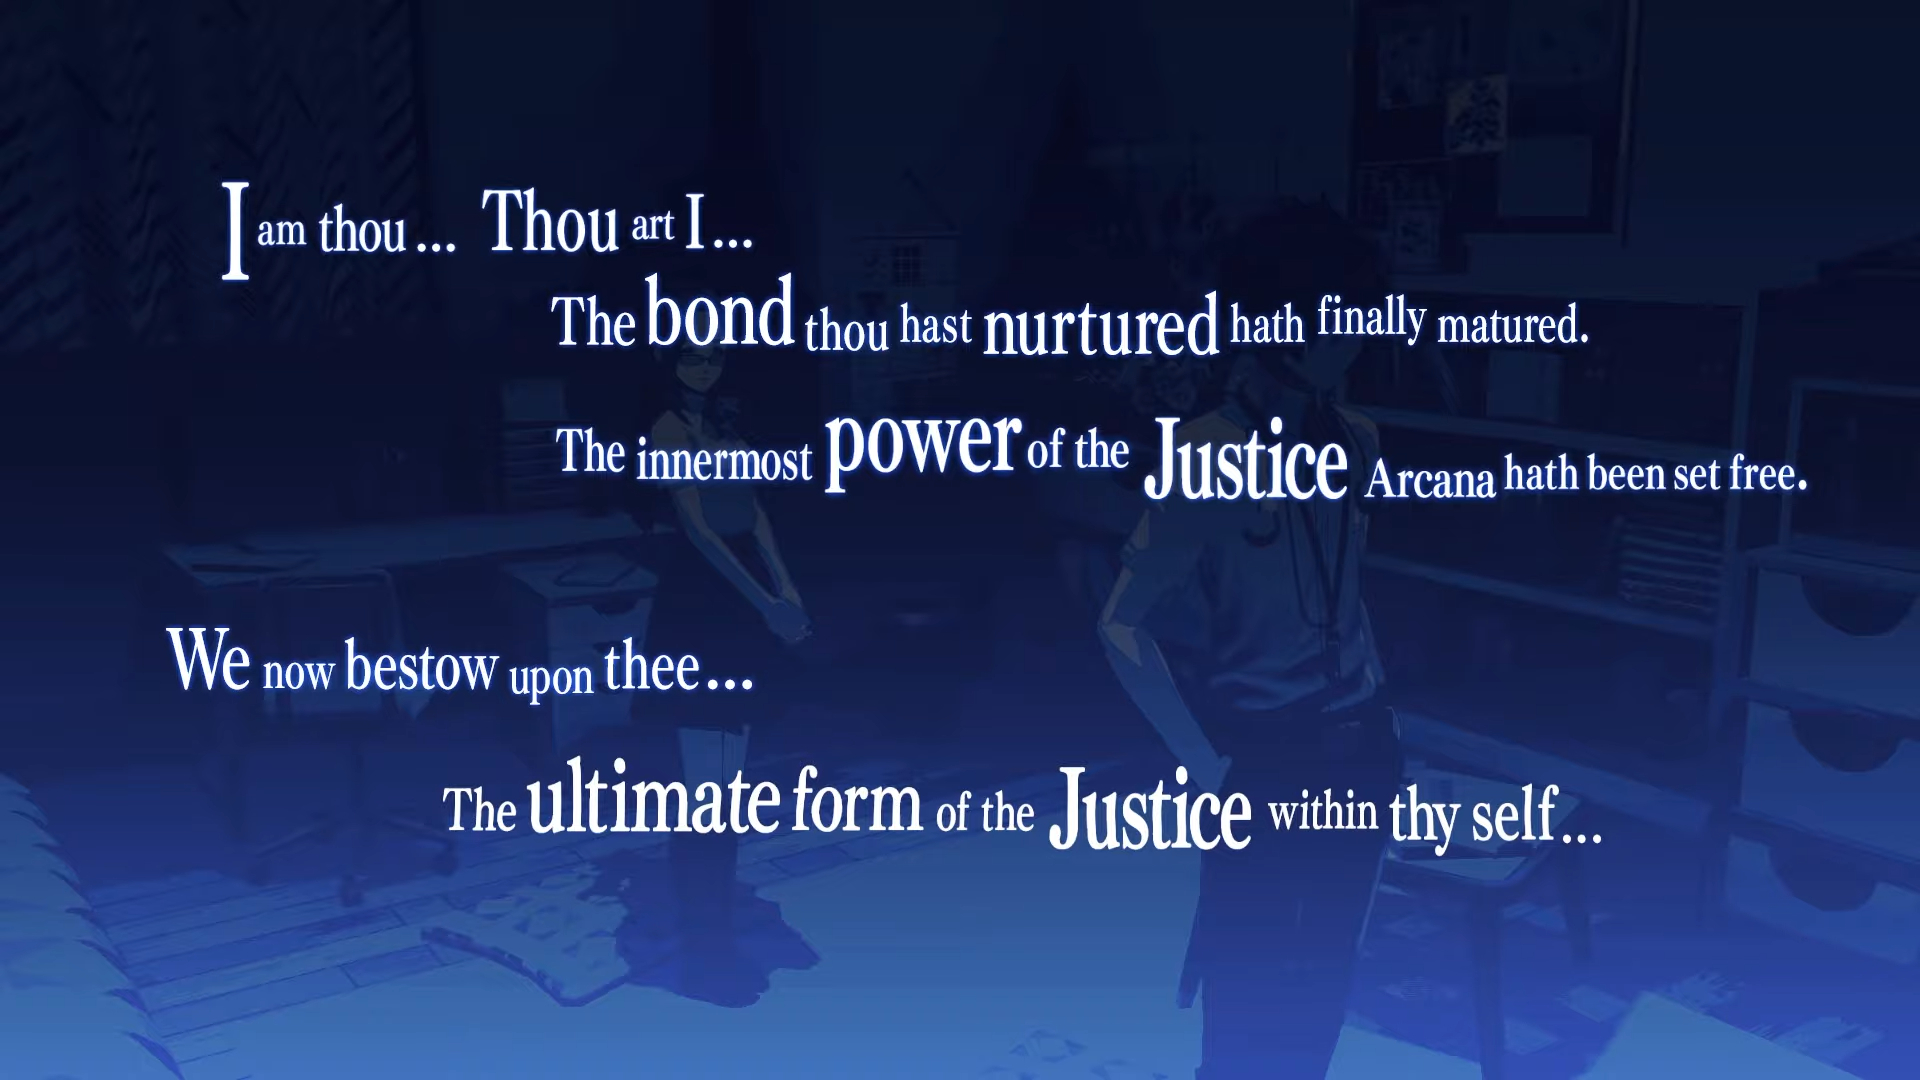 I am thou... Thou art I...
The bond thou hast nurtured hath finally matured.
The innermost power of the Justice Arcana hath been set free.
We now bestow upon thee...
The ultimate form of the Justice within thy self...